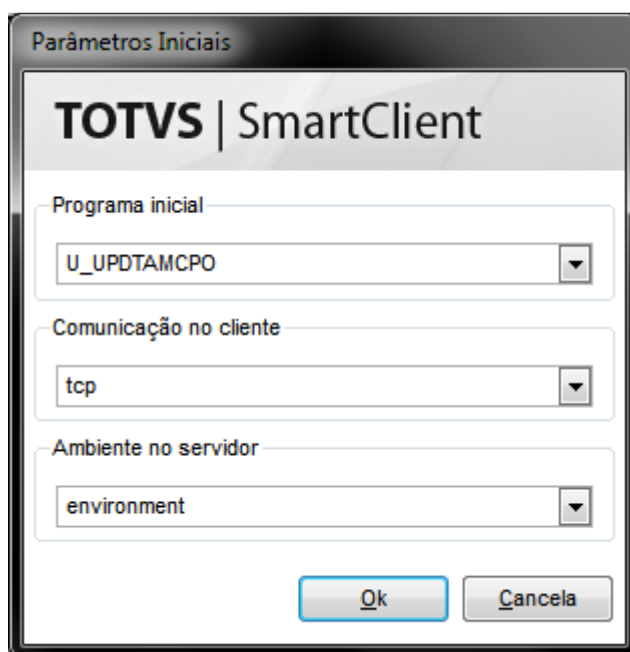 Parâmetros Iniciais
TOTVS | SmartClient
Programa inicial
U_UPDTAMCPO
Comunicação no cliente
tcp
Ambiente no servidor
environment
Ok Cancela